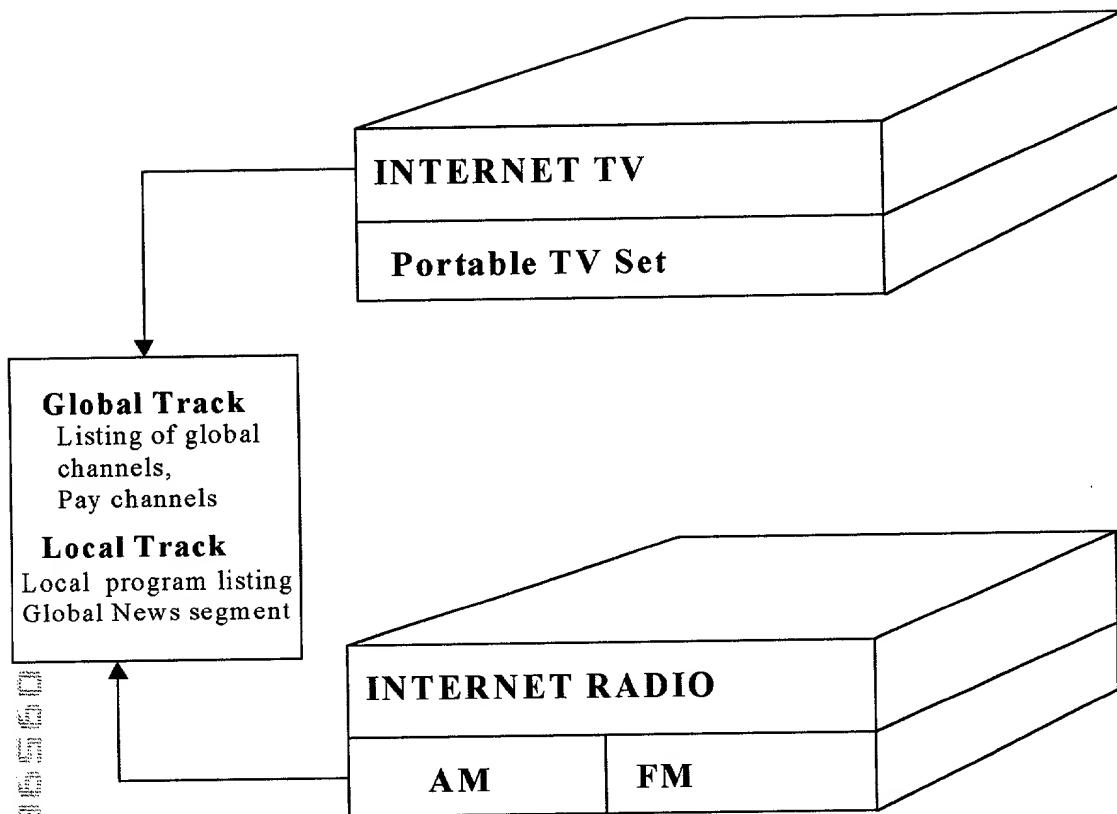 INTERNET TV
Portable TV Set
Global Track
Listing of global
channels,
Pay channels
Local Track
Local program listing
Global News segment
INTERNET RADIO
AM
FM